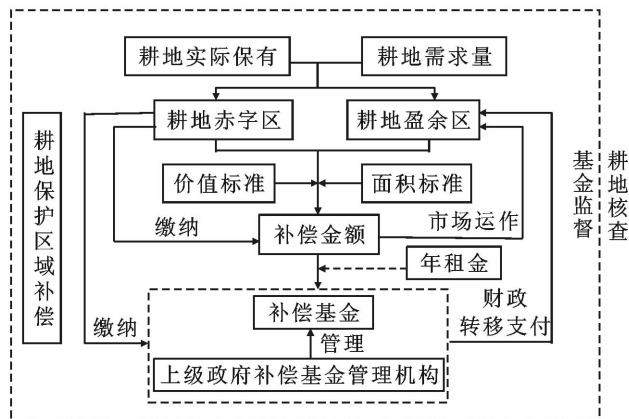 耕地实际保有
耕地需求量
耕地赤字区
耕地盈余区
耕地保护区域补偿
价值标准
面积标准
基金监督
耕地核查
缴纳
补偿金额
市场运作
年租金
补偿基金
财政
转移支付
缴纳
管理
上级政府补偿基金管理机构